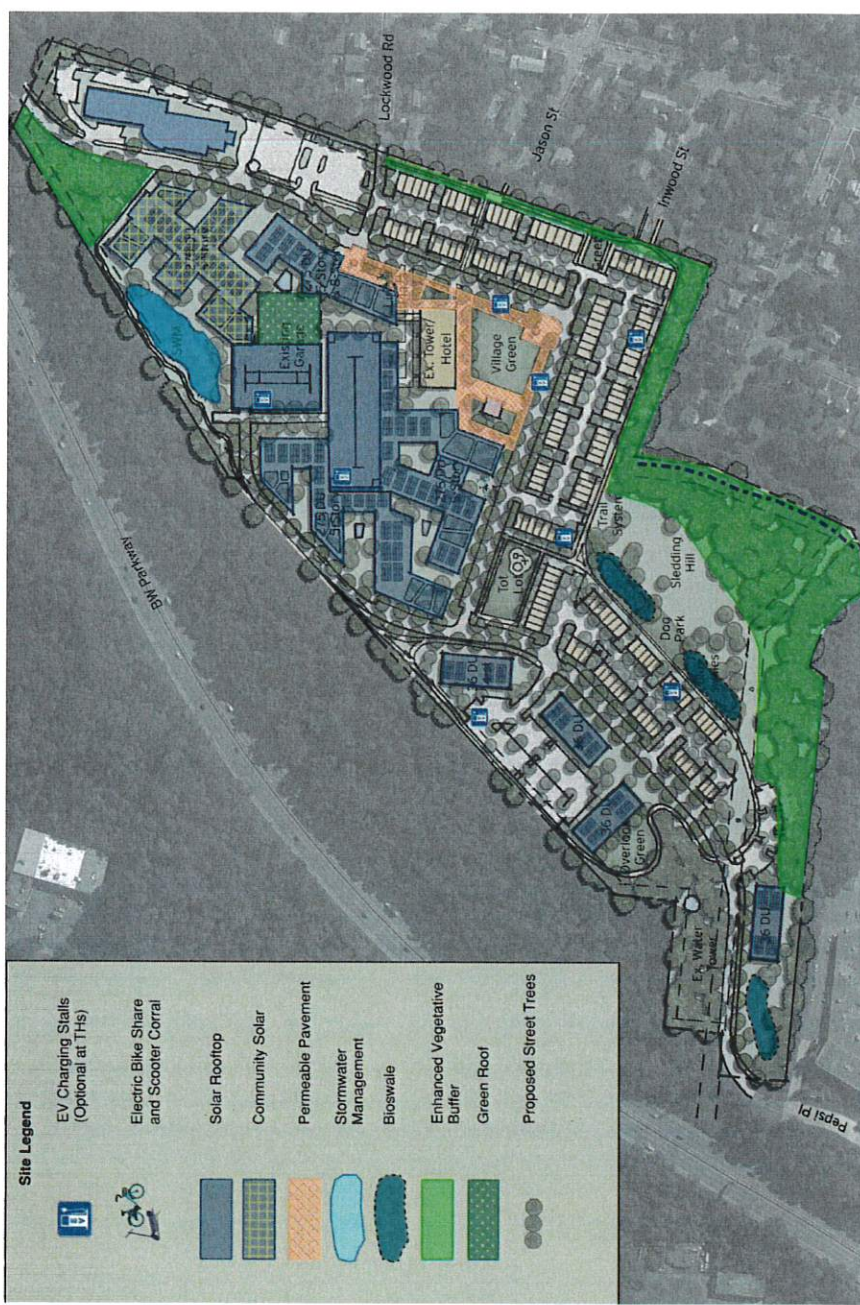 Site Legend
EV Charging Stalls
(Optional at THs)
Electric Bike Share
and Scooter Corral
Solar Rooftop
Community Solar
Permeable Pavement
Stormwater
Management
Bioswale
Enhanced Vegetative
Buffer
Green Roof
Proposed Street Trees
BW Parkway
Lockwood Rd
Jason St
Inwood St
Pepsi Pl
Existing
Garage
Ex. Tower/
Hotel
Village
Green
Tot
Lot
Trail
System
Sledding
Hill
Dog
Park
36 DU
36 DU
36 DU
Overlook
Green
Ex. Water
Tower
36 DU